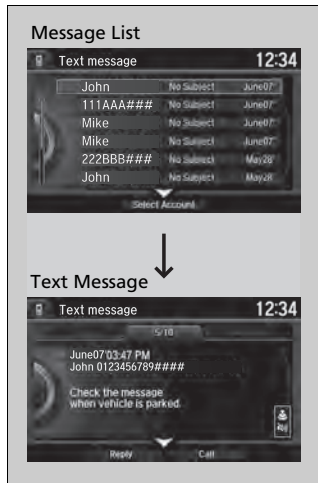 Message List
Text message 12:34
John No Subject June07
111AAA### No Subject June07
Mike No Subject June07
Mike No Subject June07
222BBB### No Subject May28
John No Subject May28
Select Account
Text Message
Text message 12:34
5/10
June07'03:47 PM
John 0123456789####
Check the message
when vehicle is parked.
Reply Call